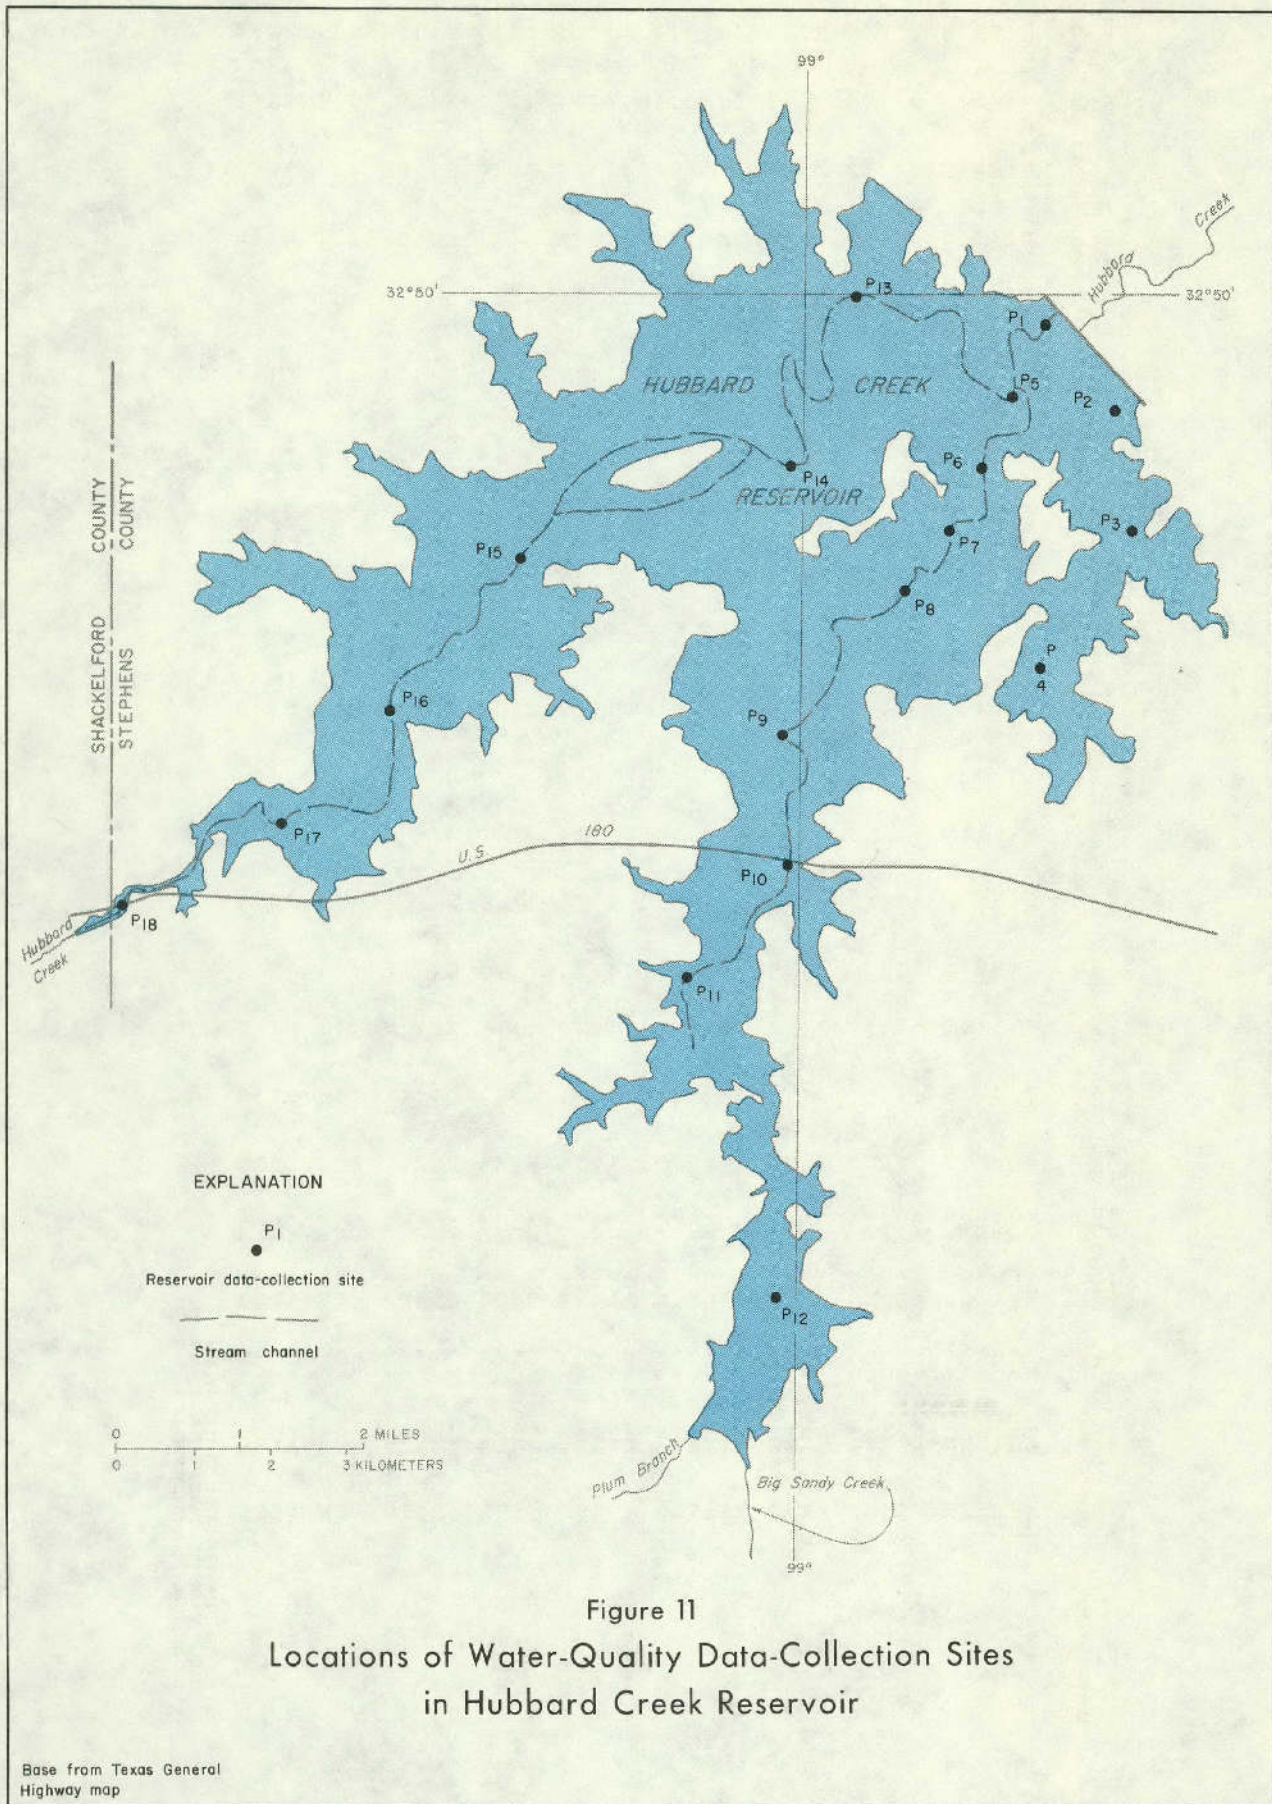 99°
Hubbard Creek
32°50'
32°50'
P13
P1
HUBBARD CREEK
P5
P2
P6
P14
RESERVOIR
SHACKELFORD COUNTY
STEPHENS COUNTY
P15
P7
P3
P8
P
4
P16
P9
P17
U.S. 180
P10
P18
Hubbard
Creek
P11
EXPLANATION
P1
Reservoir data-collection site
P12
Stream channel
0 1 2 MILES
0 1 2 3 KILOMETERS
Plum Branch
Big Sandy Creek
99°
Figure 11
Locations of Water-Quality Data-Collection Sites
in Hubbard Creek Reservoir
Base from Texas General
Highway map